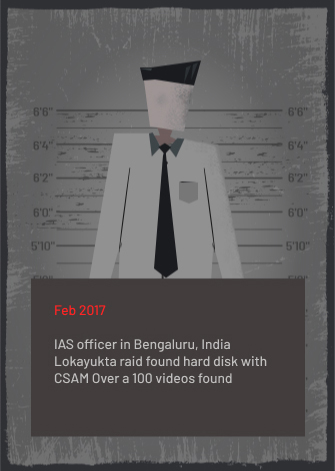 6'6" 6'6"
6'4" 6'4"
6'2" 6'2"
6'0" 6'0"
5'10" 5'10"
Feb 2017
IAS officer in Bengaluru, India
Lokayukta raid found hard disk with
CSAM Over a 100 videos found